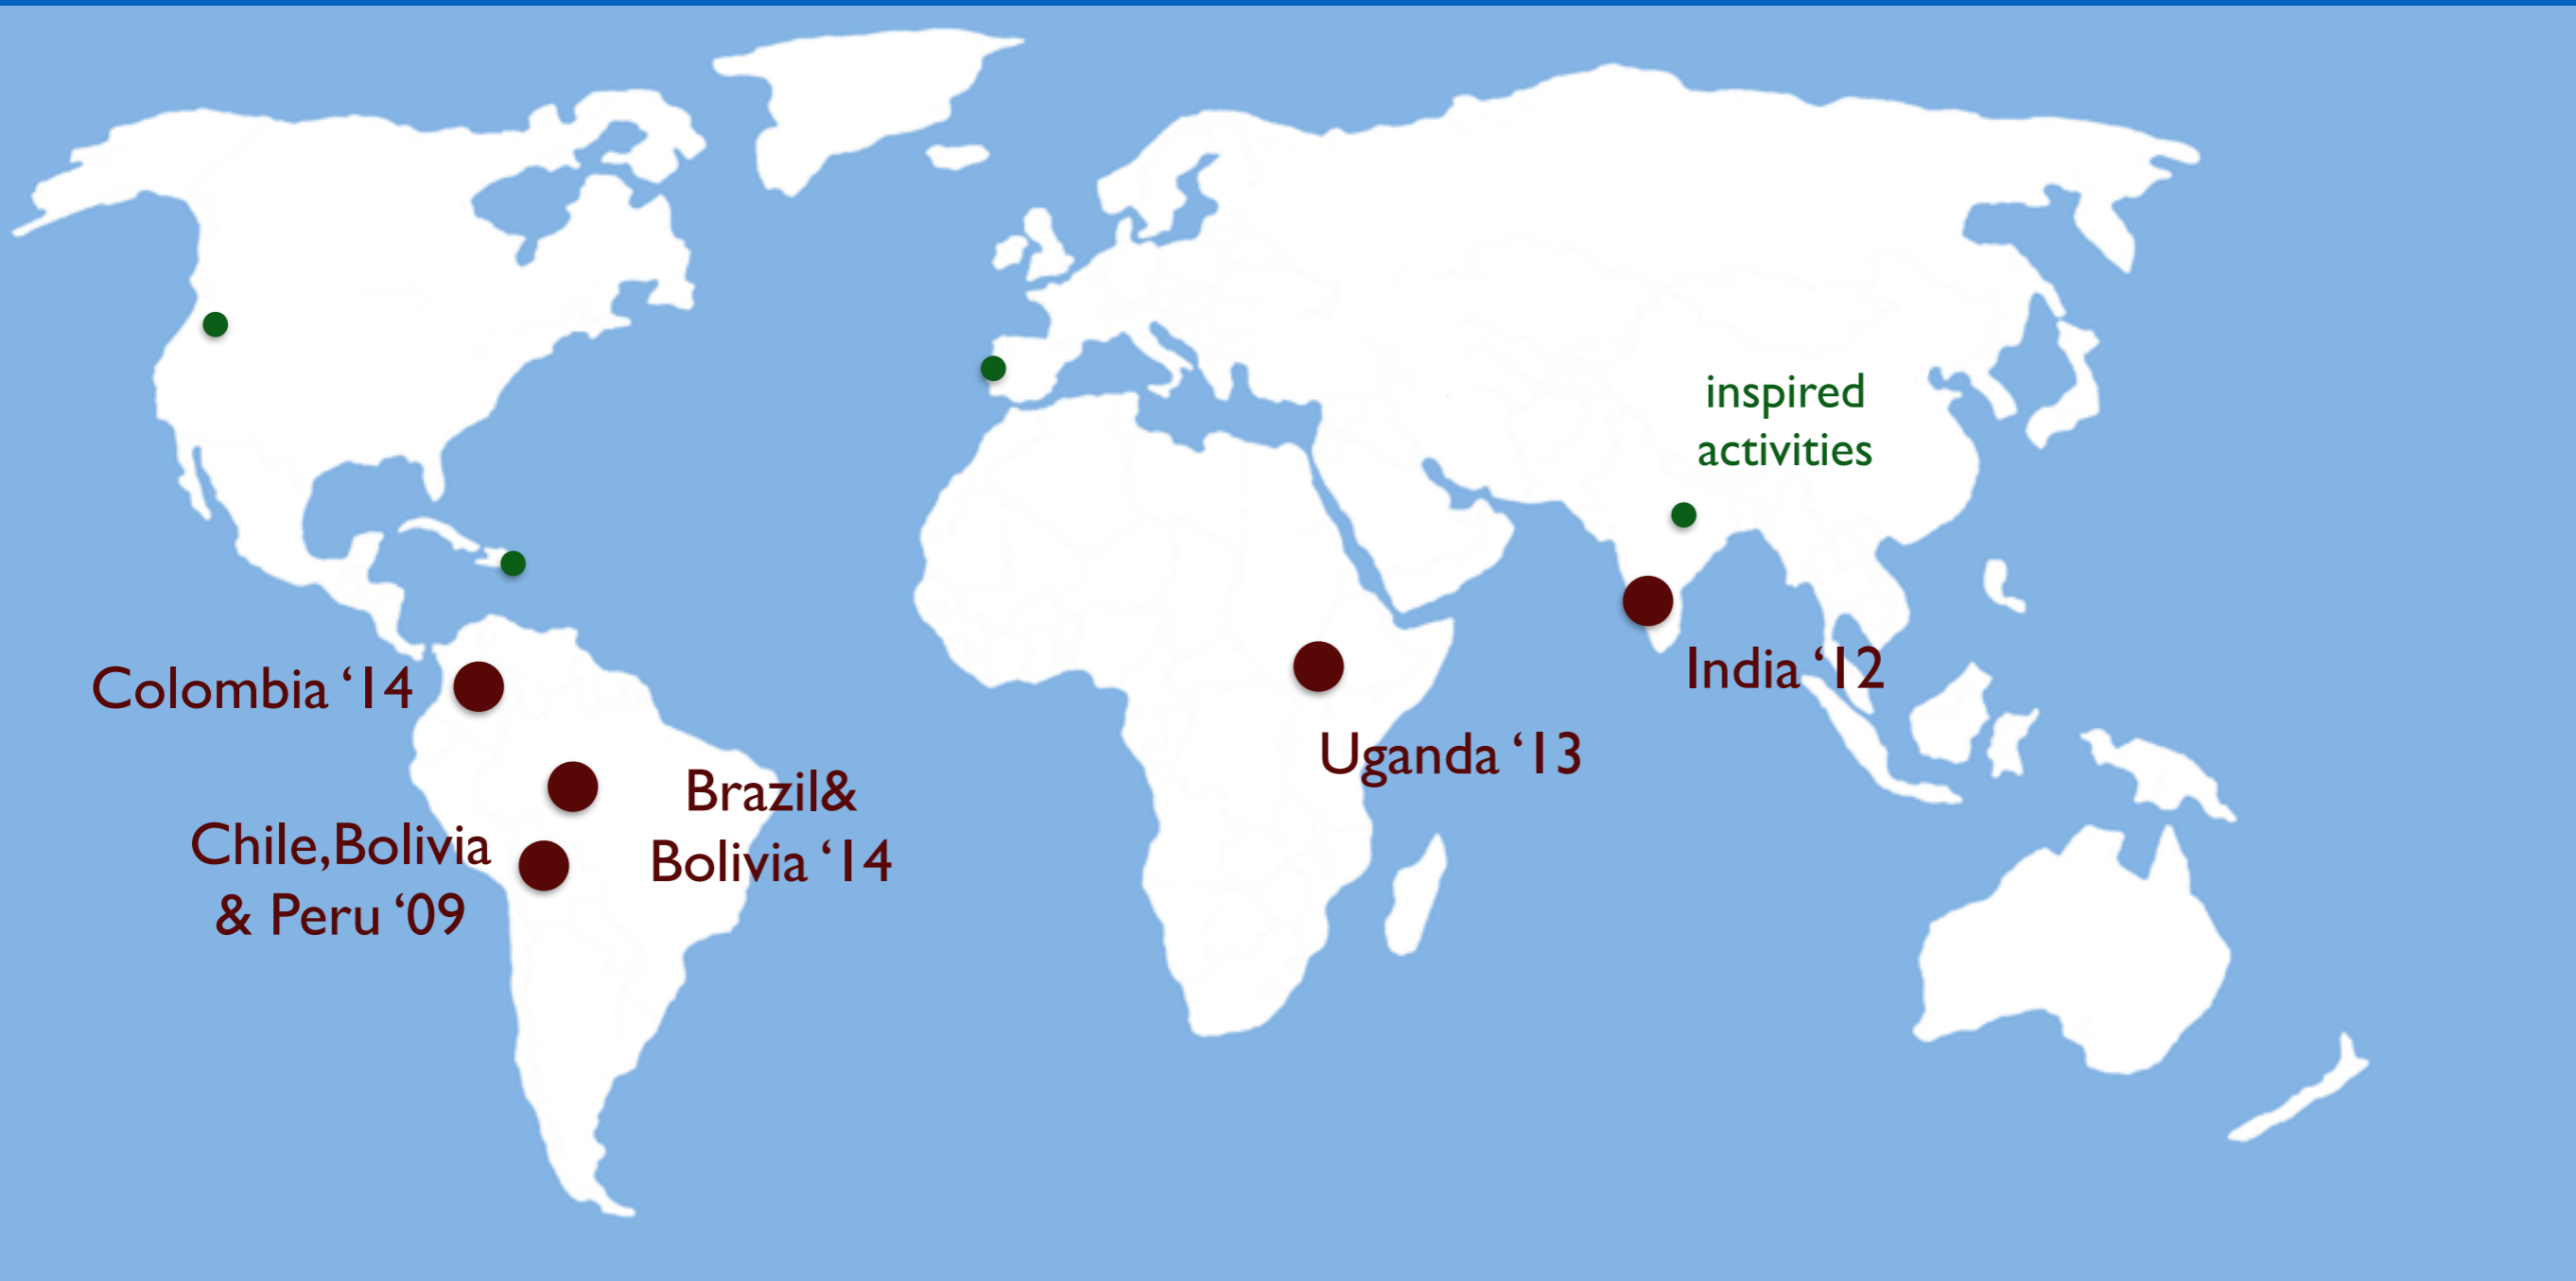 inspired
activities
India ‘12
Colombia ‘14
Uganda ‘13
Brazil&
Bolivia ‘14
Chile,Bolivia
& Peru ‘09